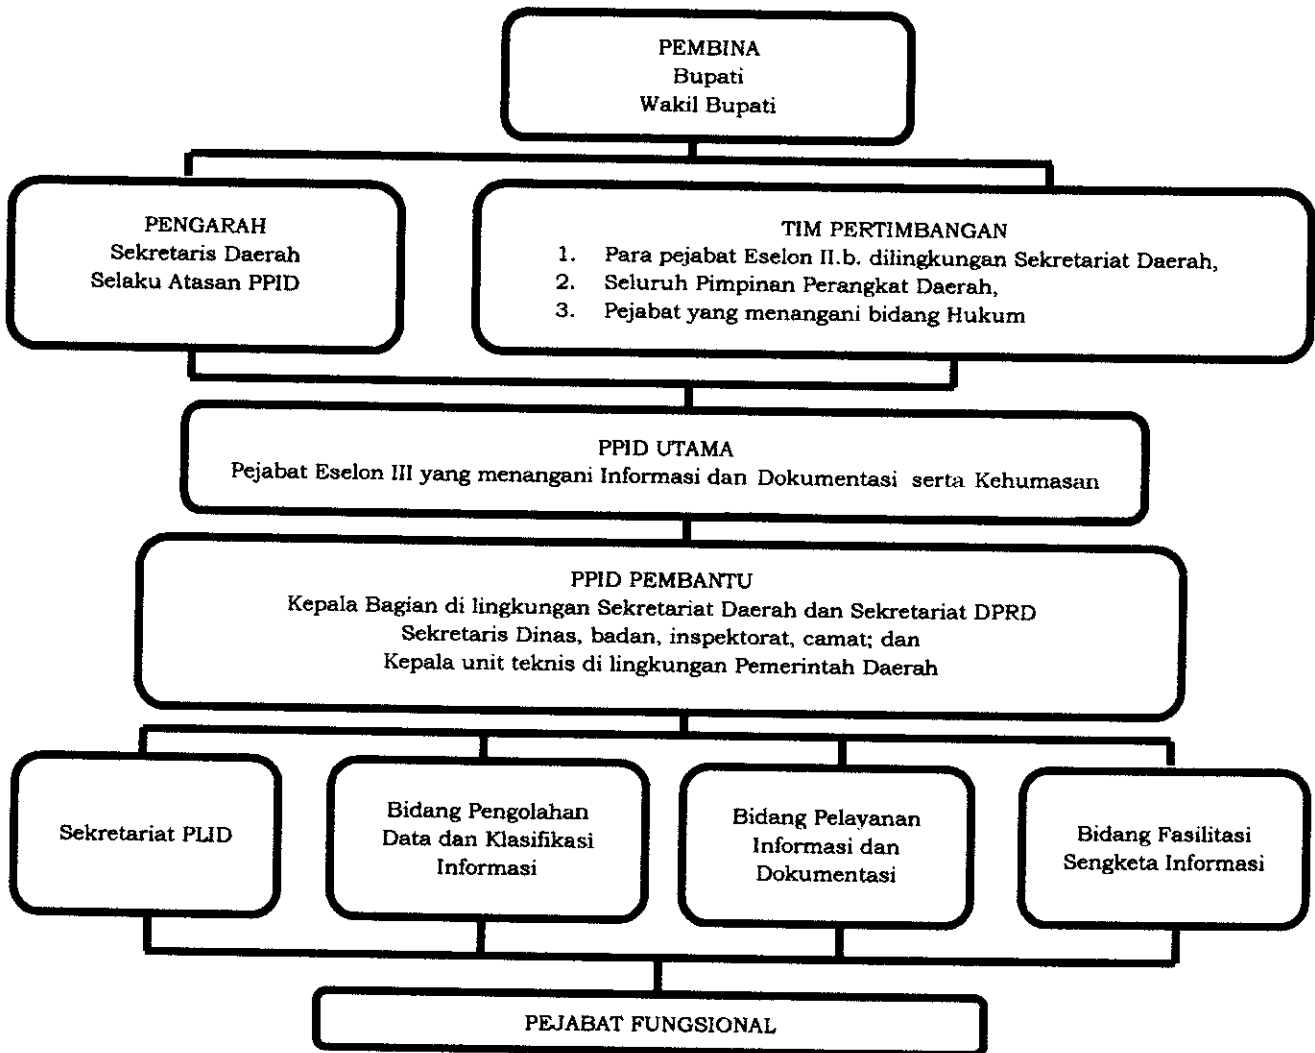 PEMBINA
Bupati
Wakil Bupati
PENGARAH
Sekretaris Daerah
Selaku Atasan PPID
TIM PERTIMBANGAN
1. Para pejabat Eselon II.b. dilingkungan Sekretariat Daerah,
2. Seluruh Pimpinan Perangkat Daerah,
3. Pejabat yang menangani bidang Hukum
PPID UTAMA
Pejabat Eselon III yang menangani Informasi dan Dokumentasi serta Kehumasan
PPID PEMBANTU
Kepala Bagian di lingkungan Sekretariat Daerah dan Sekretariat DPRD
Sekretaris Dinas, badan, inspektorat, camat; dan
Kepala unit teknis di lingkungan Pemerintah Daerah
Sekretariat PLID
Bidang Pengolahan
Data dan Klasifikasi
Informasi
Bidang Pelayanan
Informasi dan
Dokumentasi
Bidang Fasilitasi
Sengketa Informasi
PEJABAT FUNGSIONAL